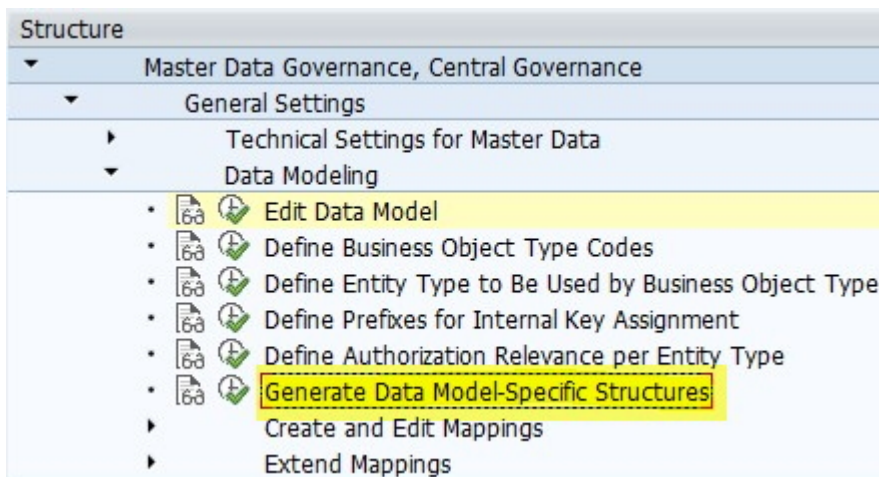 Structure
Master Data Governance, Central Governance
General Settings
Technical Settings for Master Data
Data Modeling
Edit Data Model
Define Business Object Type Codes
Define Entity Type to Be Used by Business Object Type
Define Prefixes for Internal Key Assignment
Define Authorization Relevance per Entity Type
Generate Data Model-Specific Structures
Create and Edit Mappings
Extend Mappings